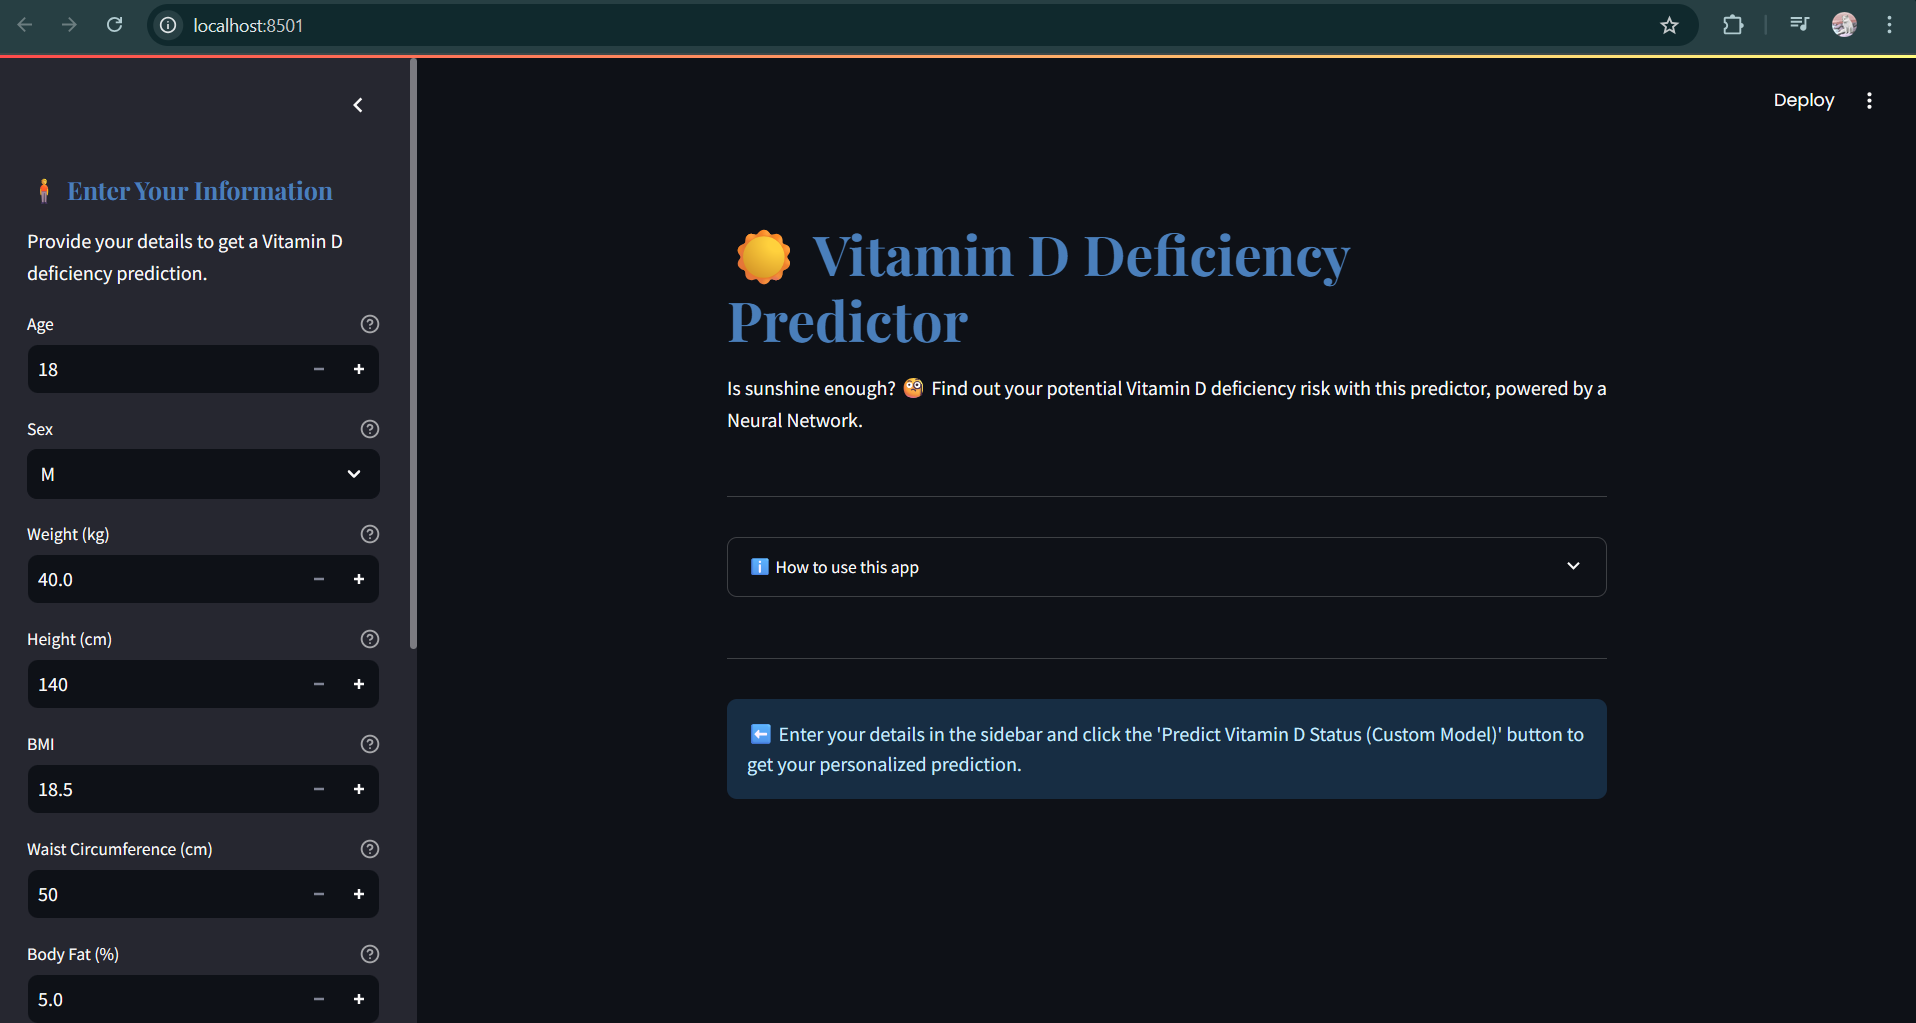 localhost:8501
Deploy
Enter Your Information
Provide your details to get a Vitamin D
deficiency prediction.
Age
18
Sex
M
Weight (kg)
40.0
Height (cm)
140
BMI
18.5
Waist Circumference (cm)
50
Body Fat (%)
5.0
Vitamin D Deficiency
Predictor
Is sunshine enough? 🧐 Find out your potential Vitamin D deficiency risk with this predictor, powered by a
Neural Network.
ℹ️ How to use this app
⬅️ Enter your details in the sidebar and click the 'Predict Vitamin D Status (Custom Model)' button to
get your personalized prediction.